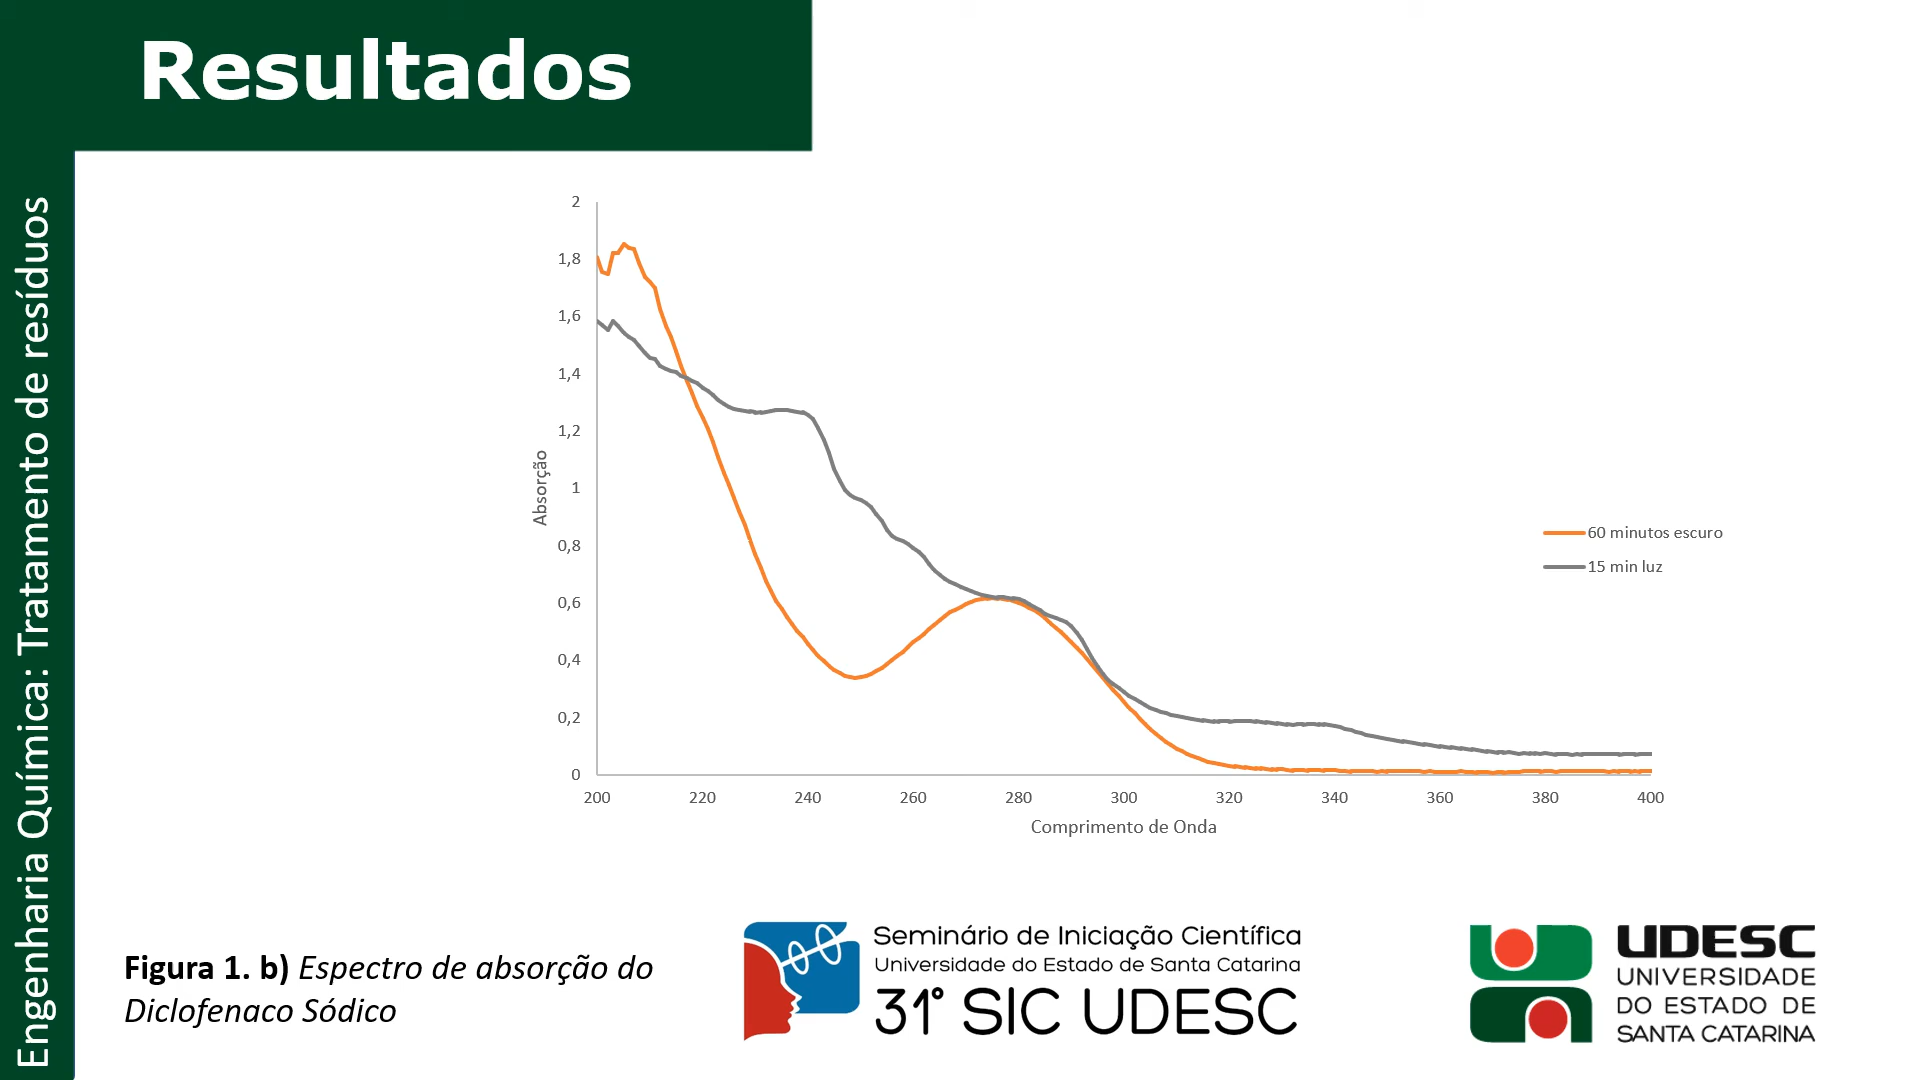 Resultados
Engenharia Química: Tratamento de resíduos
2
1,8
1,6
1,4
1,2
1
0,8
0,6
0,4
0,2
0
Absorção
200 220 240 260 280 300 320 340 360 380 400
Comprimento de Onda
60 minutos escuro
15 min luz
Figura 1. b) Espectro de absorção do
Diclofenaco Sódico
Seminário de Iniciação Científica
Universidade do Estado de Santa Catarina
31º SIC UDESC
UDESC
UNIVERSIDADE
DO ESTADO DE
SANTA CATARINA